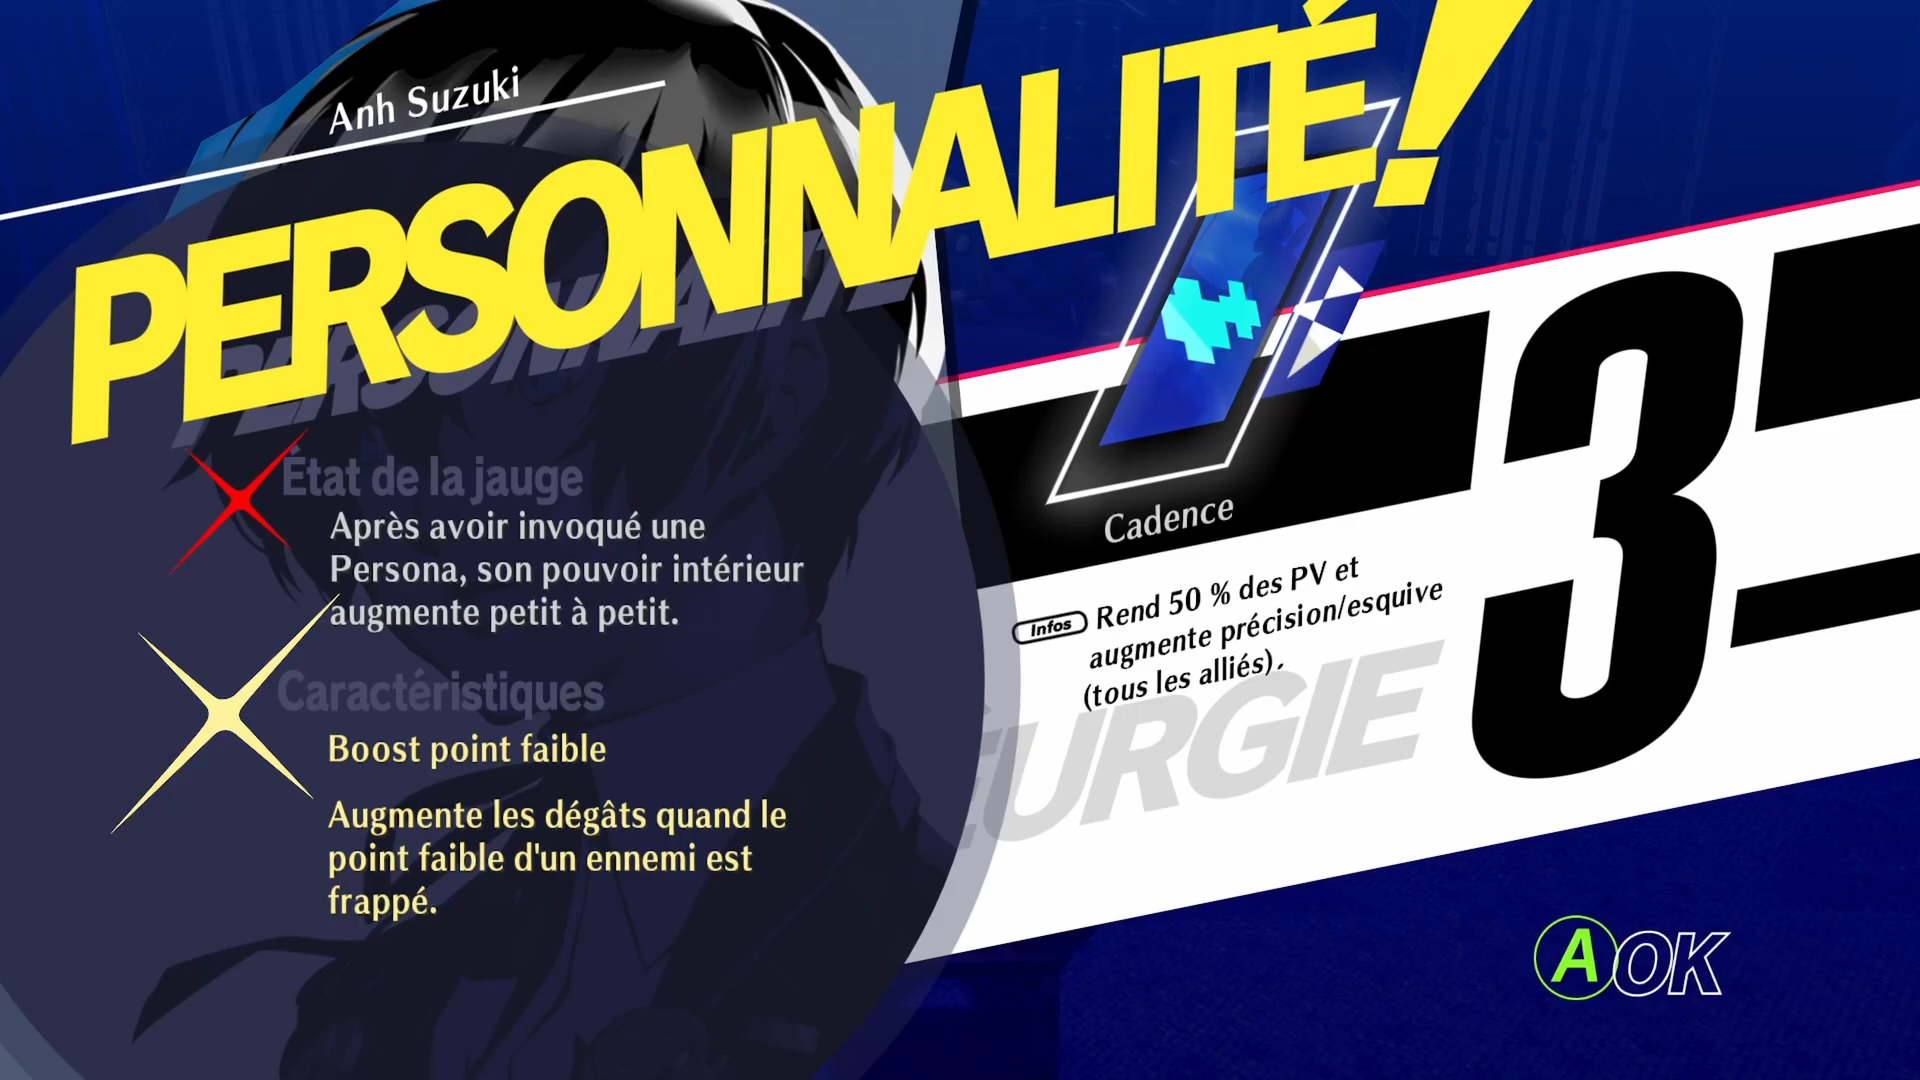 Anh Suzuki
PERSONNALITÉ!
PERSONNALITÉ
État de la jauge
Après avoir invoqué une
Persona, son pouvoir intérieur
augmente petit à petit.
Caractéristiques
Boost point faible
Augmente les dégâts quand le
point faible d'un ennemi est
frappé.
Cadence
3
Infos Rend 50 % des PV et
augmente précision/esquive
(tous les alliés).
ÉURGIE
A OK